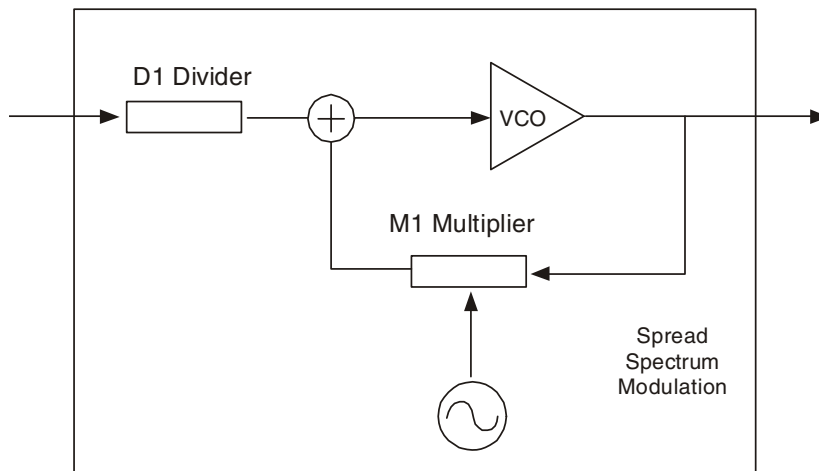 D1 Divider
VCO
M1 Multiplier
Spread
Spectrum
Modulation